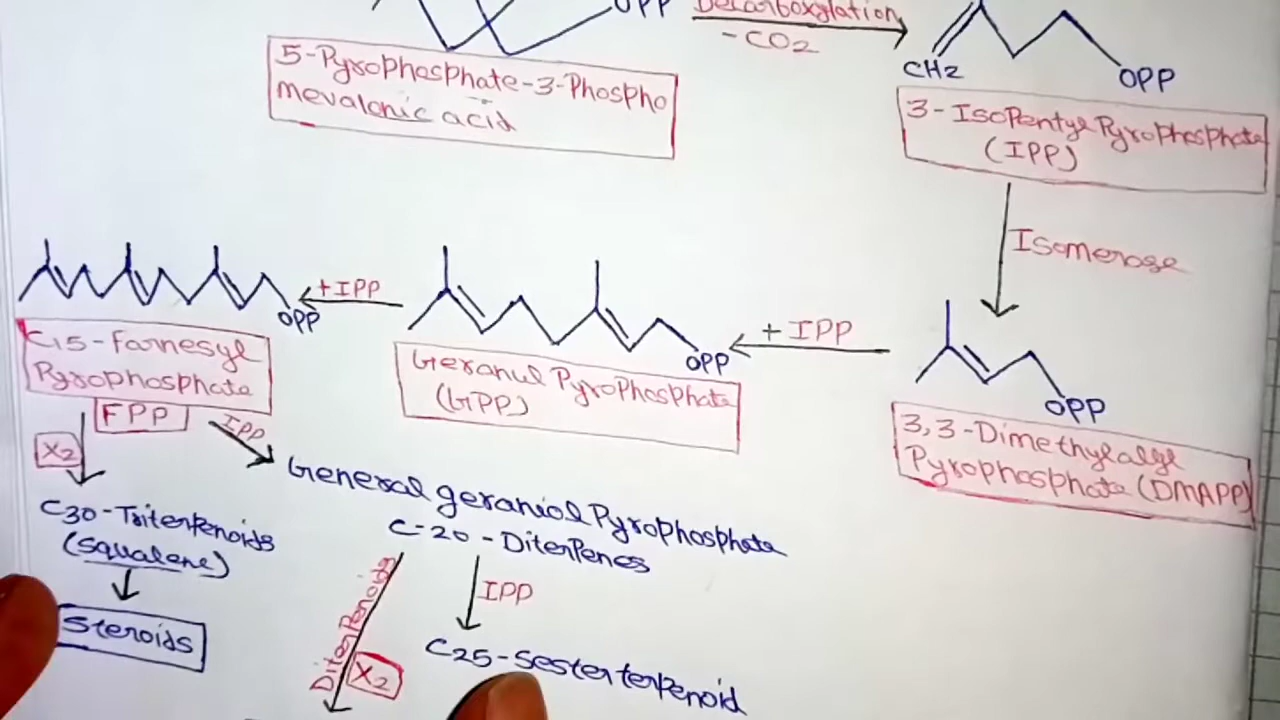 OPP
Decarboxylation
-CO2
CH2
OPP
5-Pyrophosphate-3-Phospho
mevalonic acid
3-IsoPentyl Pyrophosphate
(IPP)
Isomerase
+IPP
OPP
+ IPP
OPP
OPP
C15-Farnesyl
Pyrophosphate
FPP
Geranyl Pyrophosphate
(GPP)
3,3-Dimethylalyl
Pyrophosphate (DMAPP)
X2
IPP
General geraniol Pyrophosphate
C-20 - DiterPenes
C30-TriterPenoids
(Squalene)
Steroids
DiterPenoids
X2
IPP
C25-Sesterterpenoid